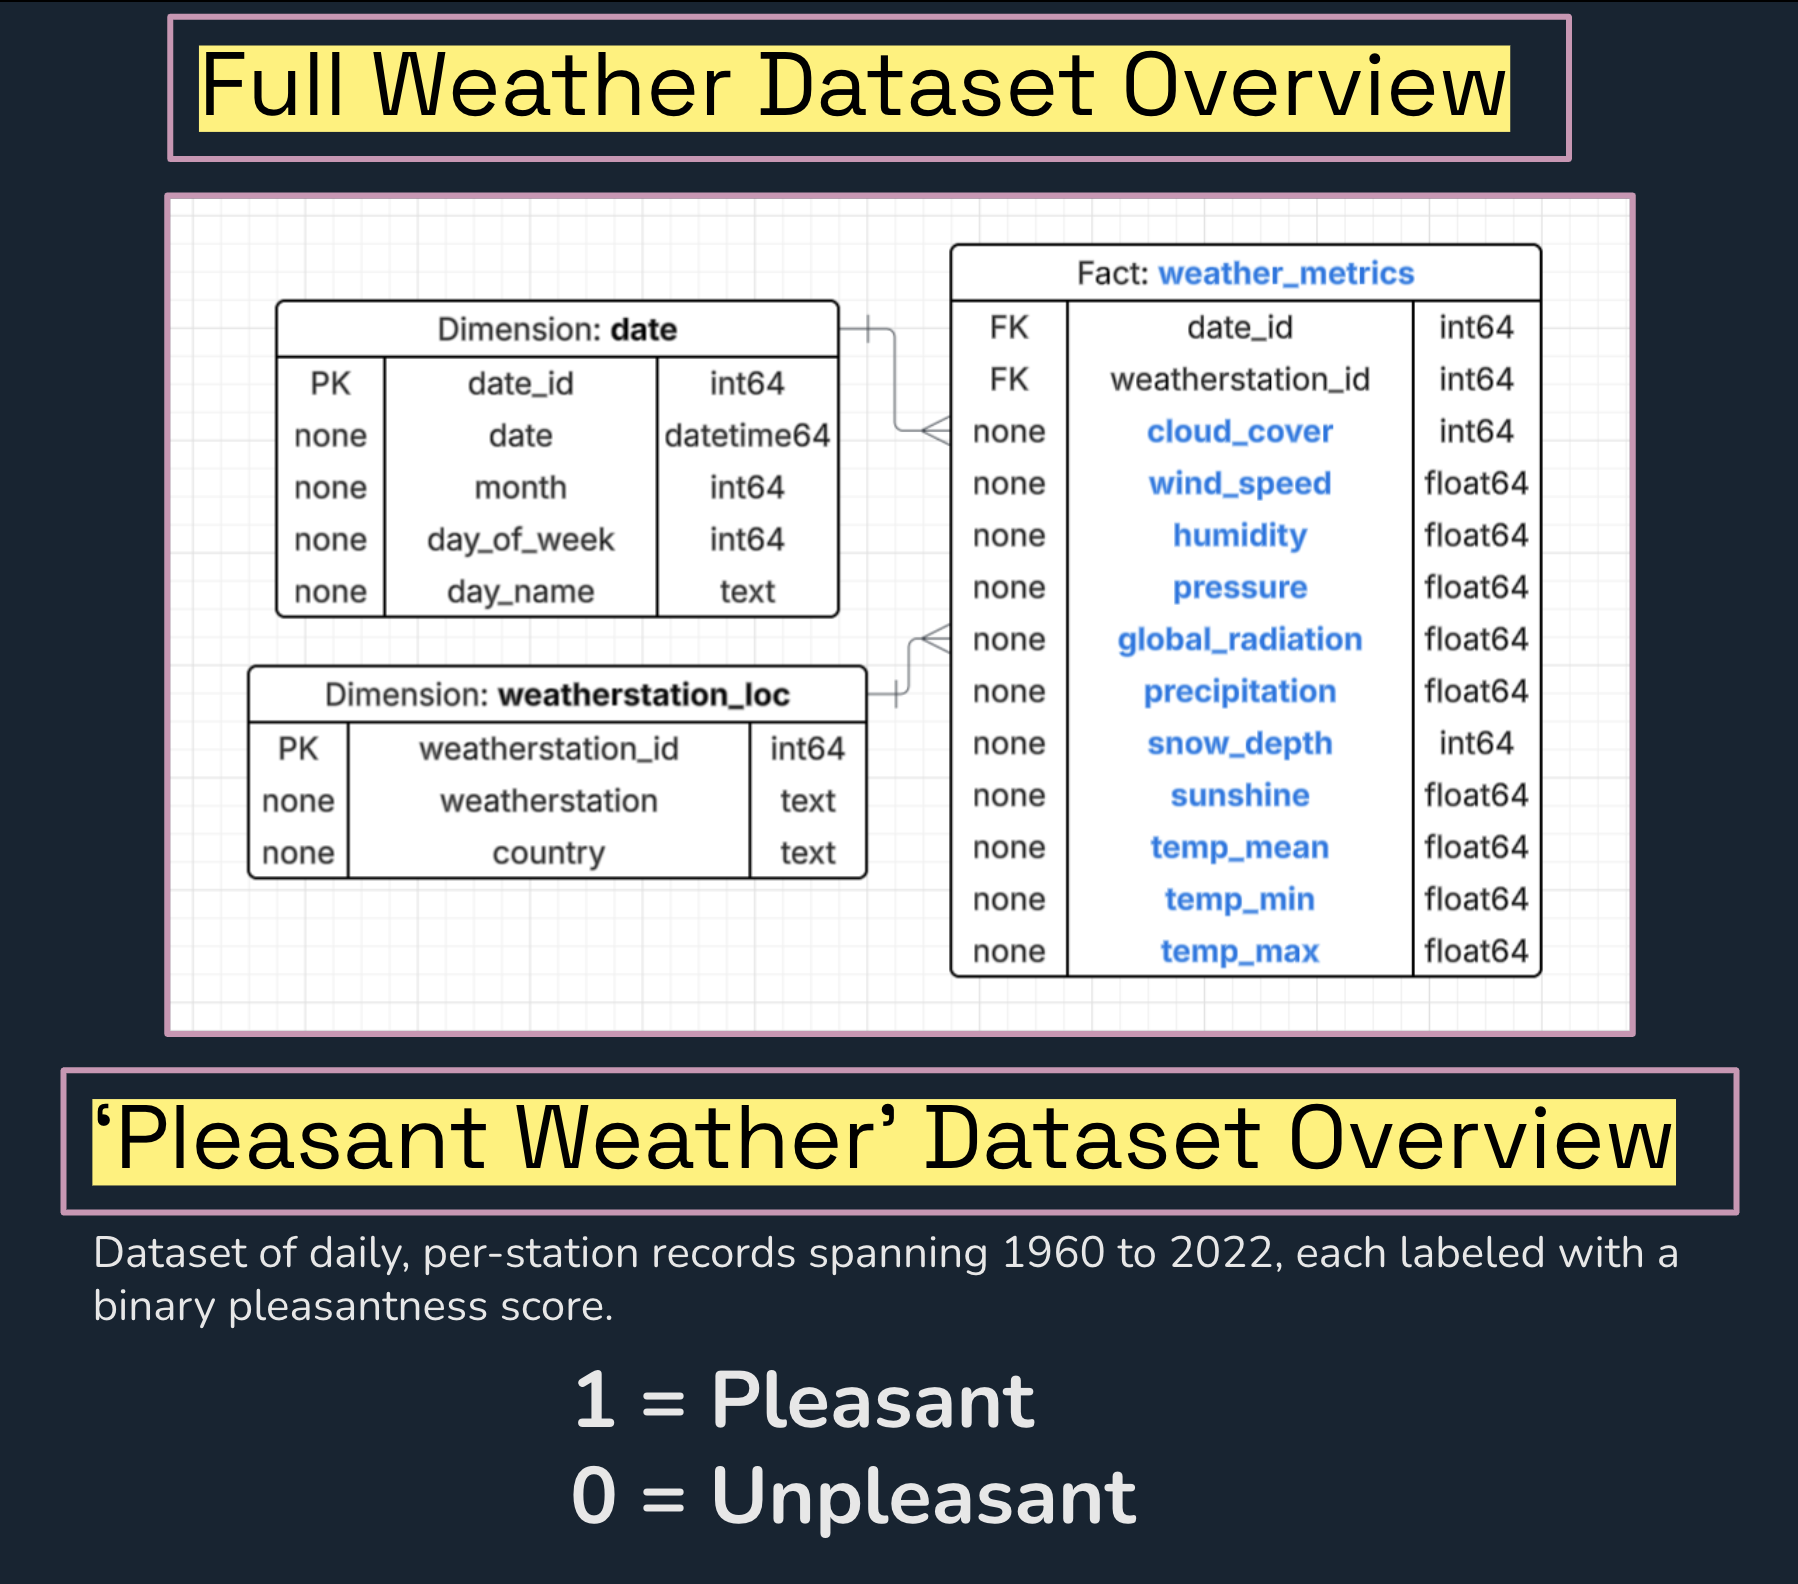 Full Weather Dataset Overview
Dimension: date
PK date_id int64
none date datetime64
none month int64
none day_of_week int64
none day_name text
Dimension: weatherstation_loc
PK weatherstation_id int64
none weatherstation text
none country text
Fact: weather_metrics
FK date_id int64
FK weatherstation_id int64
none cloud_cover int64
none wind_speed float64
none humidity float64
none pressure float64
none global_radiation float64
none precipitation float64
none snow_depth int64
none sunshine float64
none temp_mean float64
none temp_min float64
none temp_max float64
‘Pleasant Weather’ Dataset Overview
Dataset of daily, per-station records spanning 1960 to 2022, each labeled with a
binary pleasantness score.
1 = Pleasant
0 = Unpleasant